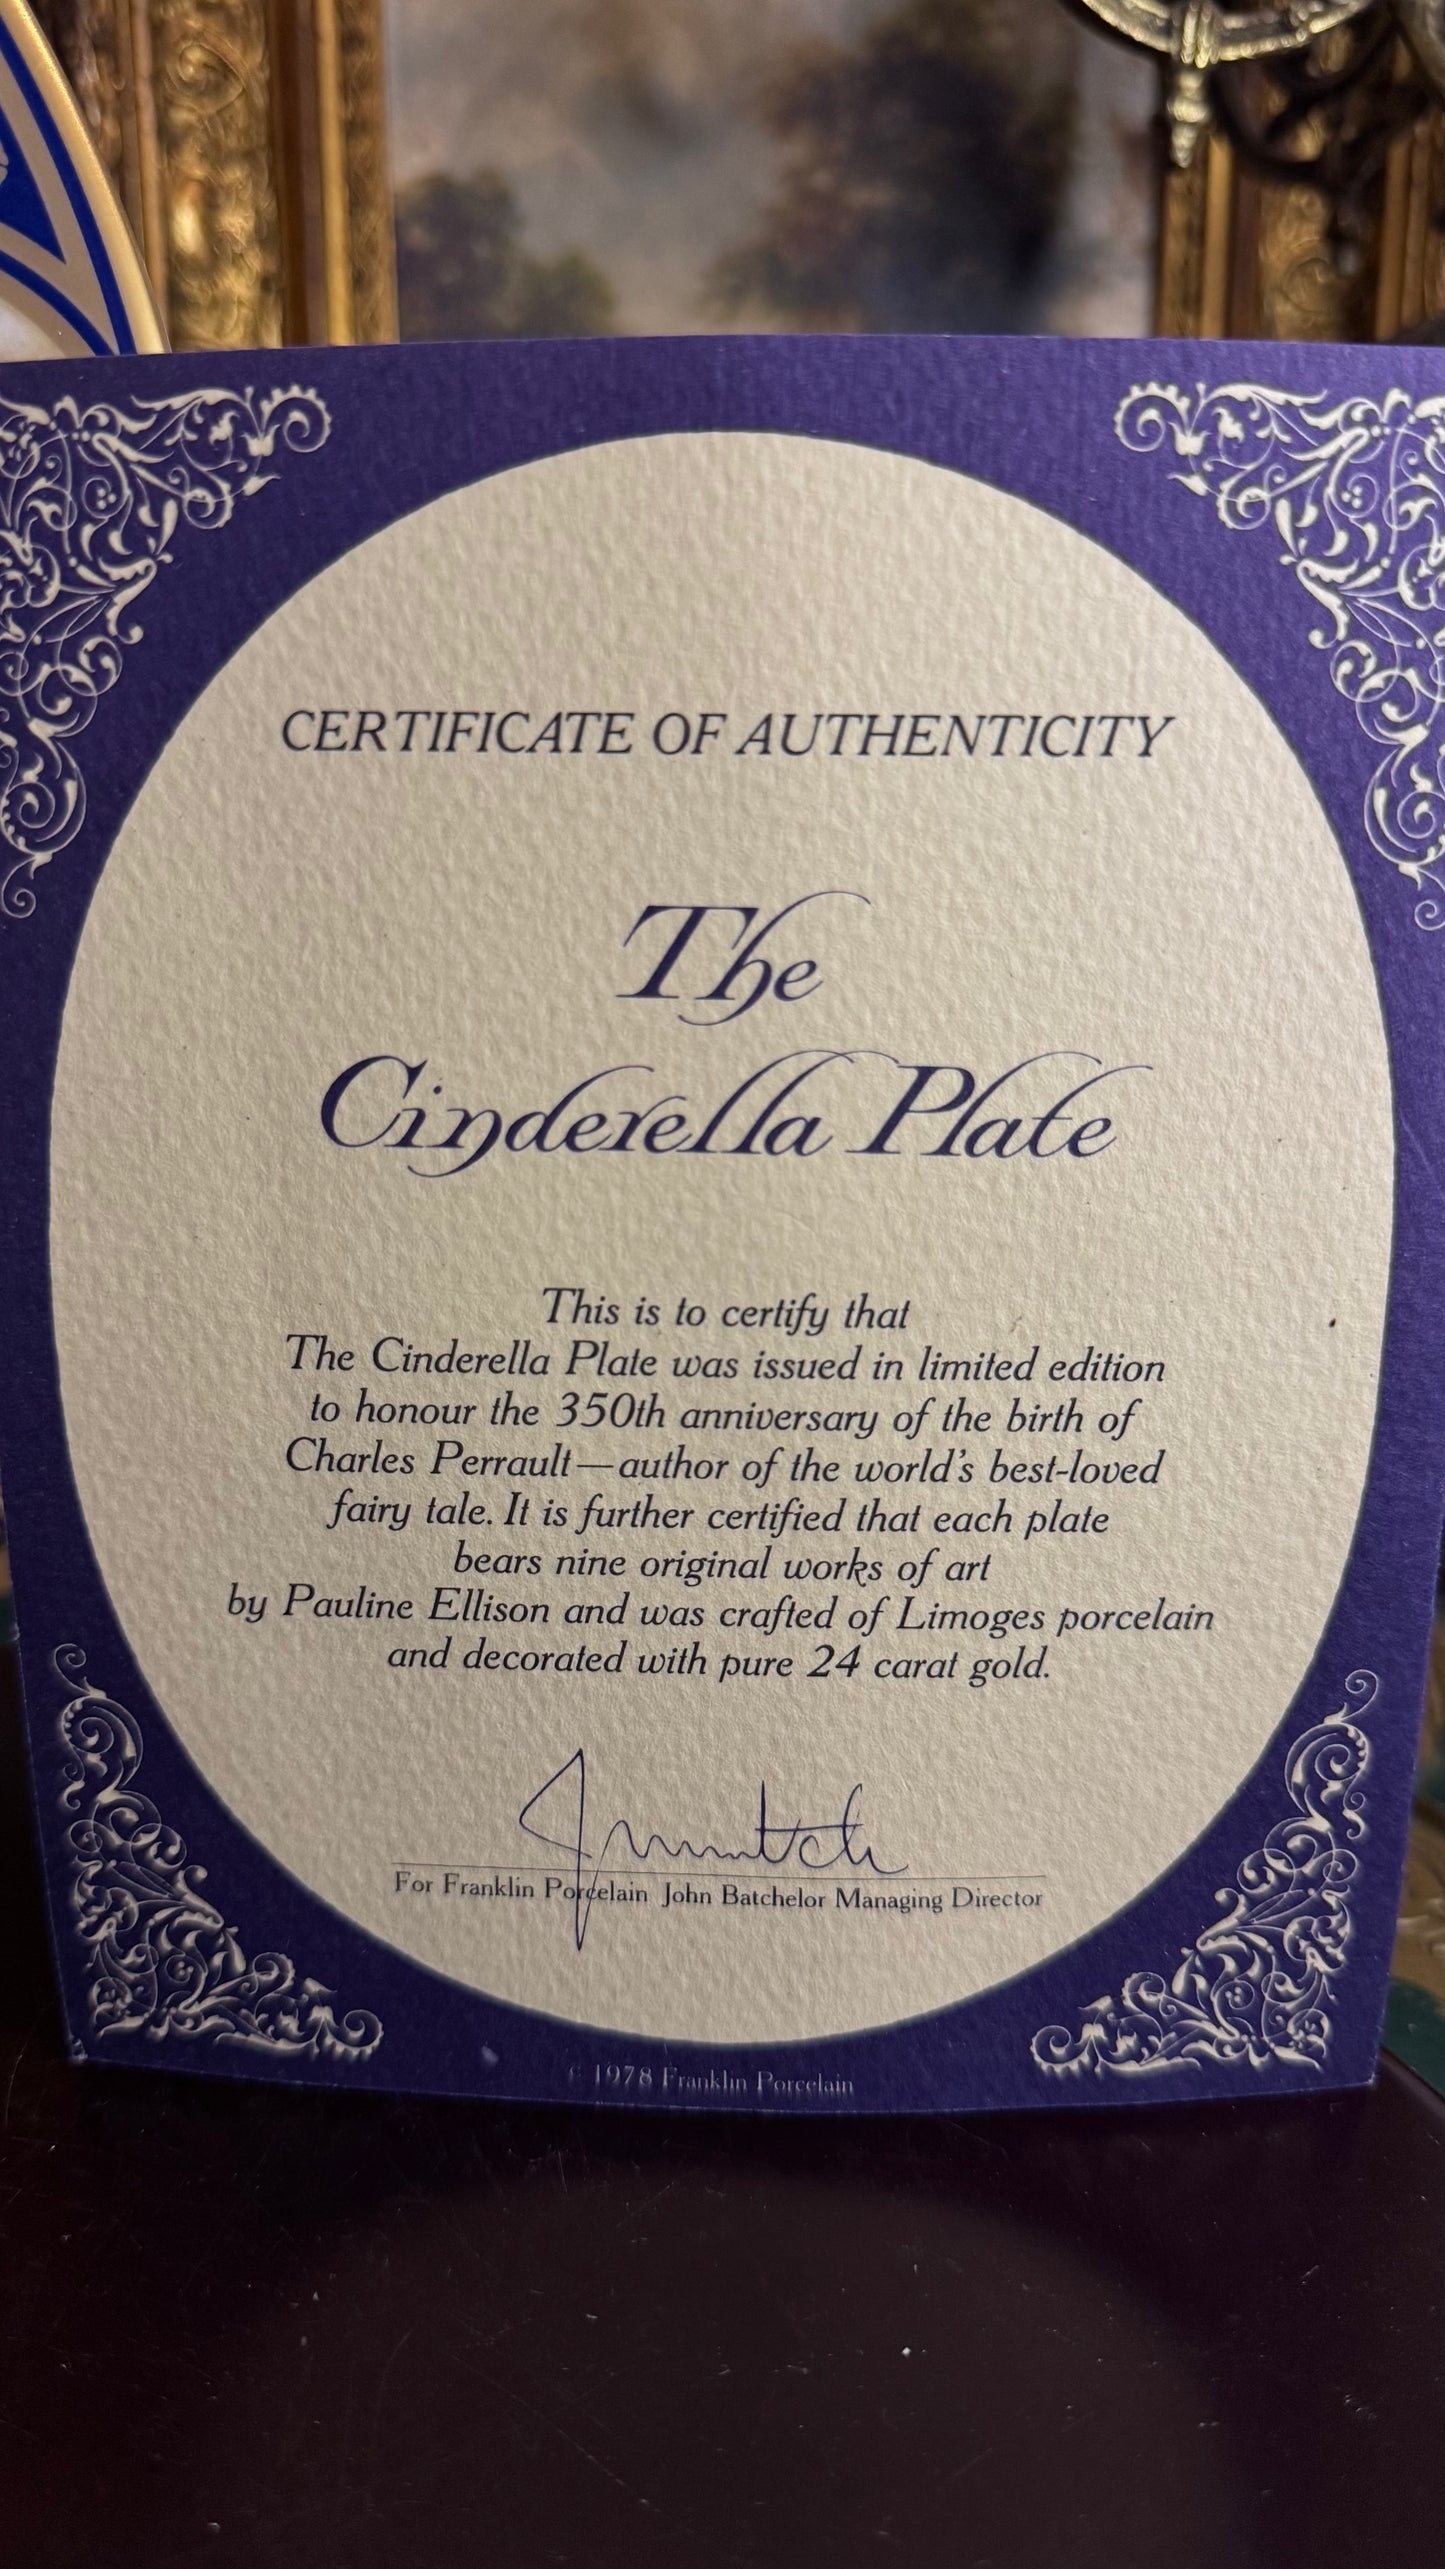 CERTIFICATE OF AUTHENTICITY
The
Cinderella Plate
This is to certify that
The Cinderella Plate was issued in limited edition
to honour the 350th anniversary of the birth of
Charles Perrault—author of the world's best-loved
fairy tale. It is further certified that each plate
bears nine original works of art
by Pauline Ellison and was crafted of Limoges porcelain
and decorated with pure 24 carat gold.
For Franklin Porcelain John Batchelor Managing Director
© 1978 Franklin Porcelain